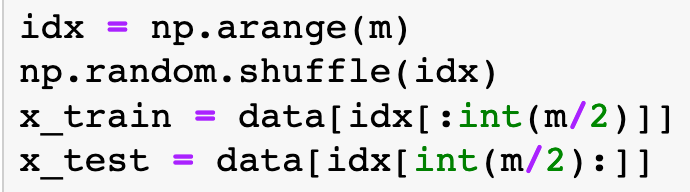 idx = np.arange(m)
np.random.shuffle(idx)
x_train = data[idx[:int(m/2)]]
x_test = data[idx[int(m/2):]]